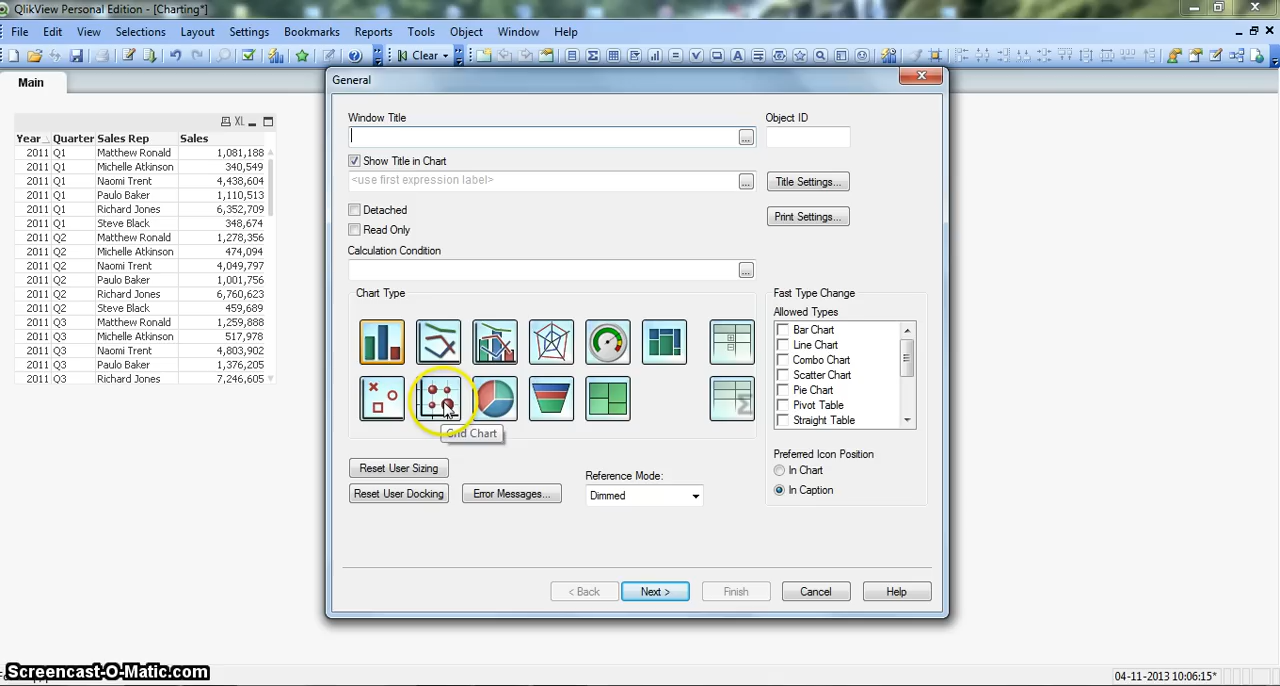 QlikView Personal Edition - [Charting*]
File Edit View Selections Layout Settings Bookmarks Reports Tools Object Window Help
Clear
Main
XL
Year Quarter Sales Rep Sales
2011 Q1 Matthew Ronald 1,081,188
2011 Q1 Michelle Atkinson 340,549
2011 Q1 Naomi Trent 4,438,604
2011 Q1 Paulo Baker 1,110,513
2011 Q1 Richard Jones 6,352,709
2011 Q1 Steve Black 348,674
2011 Q2 Matthew Ronald 1,278,356
2011 Q2 Michelle Atkinson 474,094
2011 Q2 Naomi Trent 4,049,797
2011 Q2 Paulo Baker 1,001,756
2011 Q2 Richard Jones 6,760,623
2011 Q2 Steve Black 459,689
2011 Q3 Matthew Ronald 1,259,888
2011 Q3 Michelle Atkinson 517,978
2011 Q3 Naomi Trent 4,803,902
2011 Q3 Paulo Baker 1,376,205
2011 Q3 Richard Jones 7,246,605
General
Window Title
Object ID
Show Title in Chart
<use first expression label>
Title Settings...
Detached
Print Settings...
Read Only
Calculation Condition
Chart Type
Grid Chart
Fast Type Change
Allowed Types
Bar Chart
Line Chart
Combo Chart
Scatter Chart
Pie Chart
Pivot Table
Straight Table
Preferred Icon Position
In Chart
In Caption
Reset User Sizing
Reset User Docking
Error Messages...
Reference Mode:
Dimmed
< Back
Next >
Finish
Cancel
Help
Screencast-O-Matic.com
04-11-2013 10:06:15*